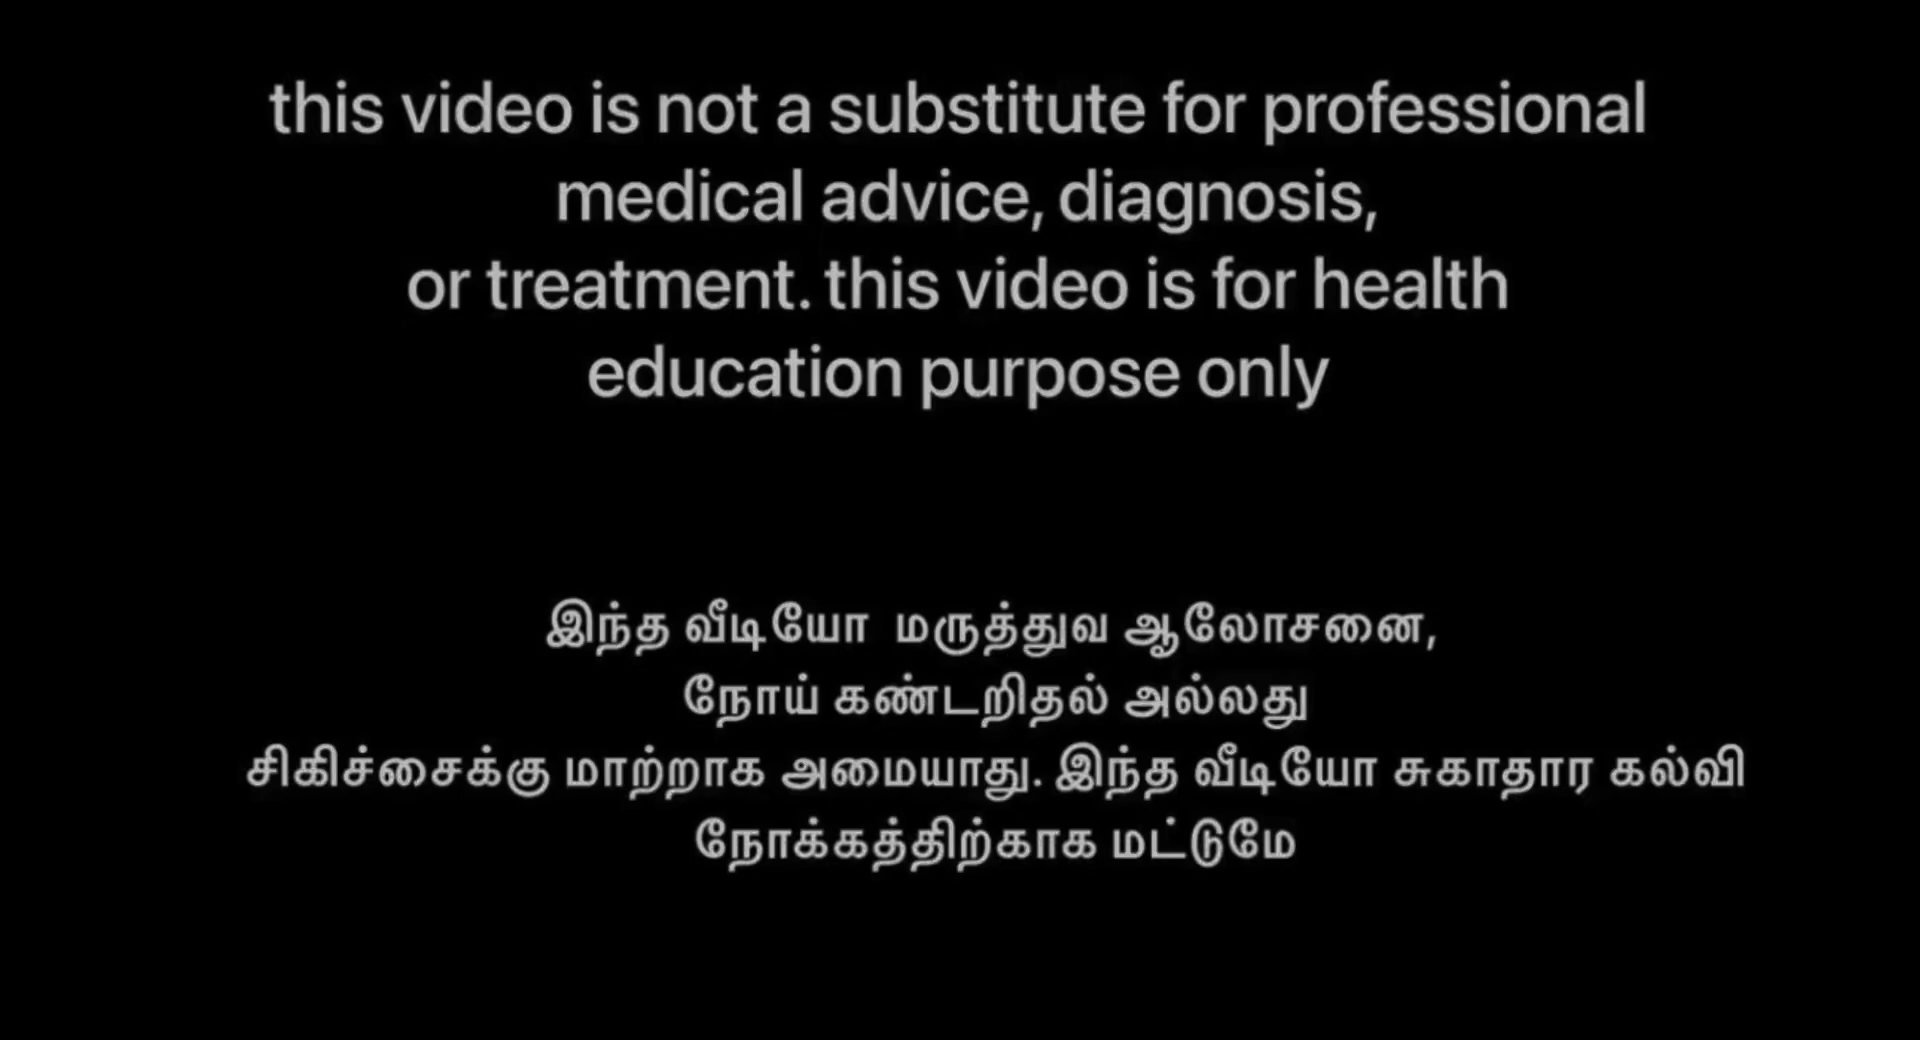 this video is not a substitute for professional
medical advice, diagnosis,
or treatment. this video is for health
education purpose only
இந்த வீடியோ மருத்துவ ஆலோசனை,
நோய் கண்டறிதல் அல்லது
சிகிச்சைக்கு மாற்றாக அமையாது. இந்த வீடியோ சுகாதார கல்வி
நோக்கத்திற்காக மட்டுமே